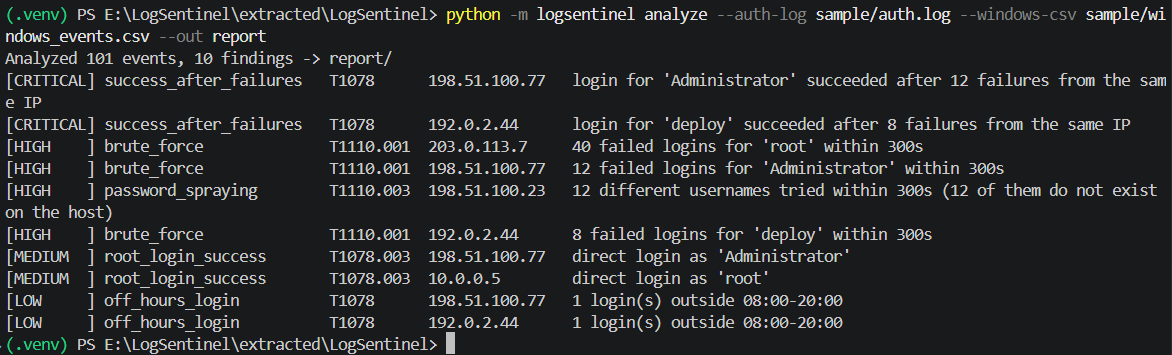 (.venv) PS E:\LogSentinel\extracted\LogSentinel> python -m logsentinel analyze --auth-log sample/auth.log --windows-csv sample/wi
ndows_events.csv --out report
Analyzed 101 events, 10 findings -> report/
[CRITICAL] success_after_failures   T1078      198.51.100.77   login for 'Administrator' succeeded after 12 failures from the sam
e IP
[CRITICAL] success_after_failures   T1078      192.0.2.44      login for 'deploy' succeeded after 8 failures from the same IP
[HIGH    ] brute_force              T1110.001  203.0.113.7     40 failed logins for 'root' within 300s
[HIGH    ] brute_force              T1110.001  198.51.100.77   12 failed logins for 'Administrator' within 300s
[HIGH    ] password_spraying        T1110.003  198.51.100.23   12 different usernames tried within 300s (12 of them do not exist
on the host)
[HIGH    ] brute_force              T1110.001  192.0.2.44      8 failed logins for 'deploy' within 300s
[MEDIUM  ] root_login_success       T1078.003  198.51.100.77   direct login as 'Administrator'
[MEDIUM  ] root_login_success       T1078.003  10.0.0.5        direct login as 'root'
[LOW     ] off_hours_login          T1078      198.51.100.77   1 login(s) outside 08:00-20:00
[LOW     ] off_hours_login          T1078      192.0.2.44      1 login(s) outside 08:00-20:00
(.venv) PS E:\LogSentinel\extracted\LogSentinel>